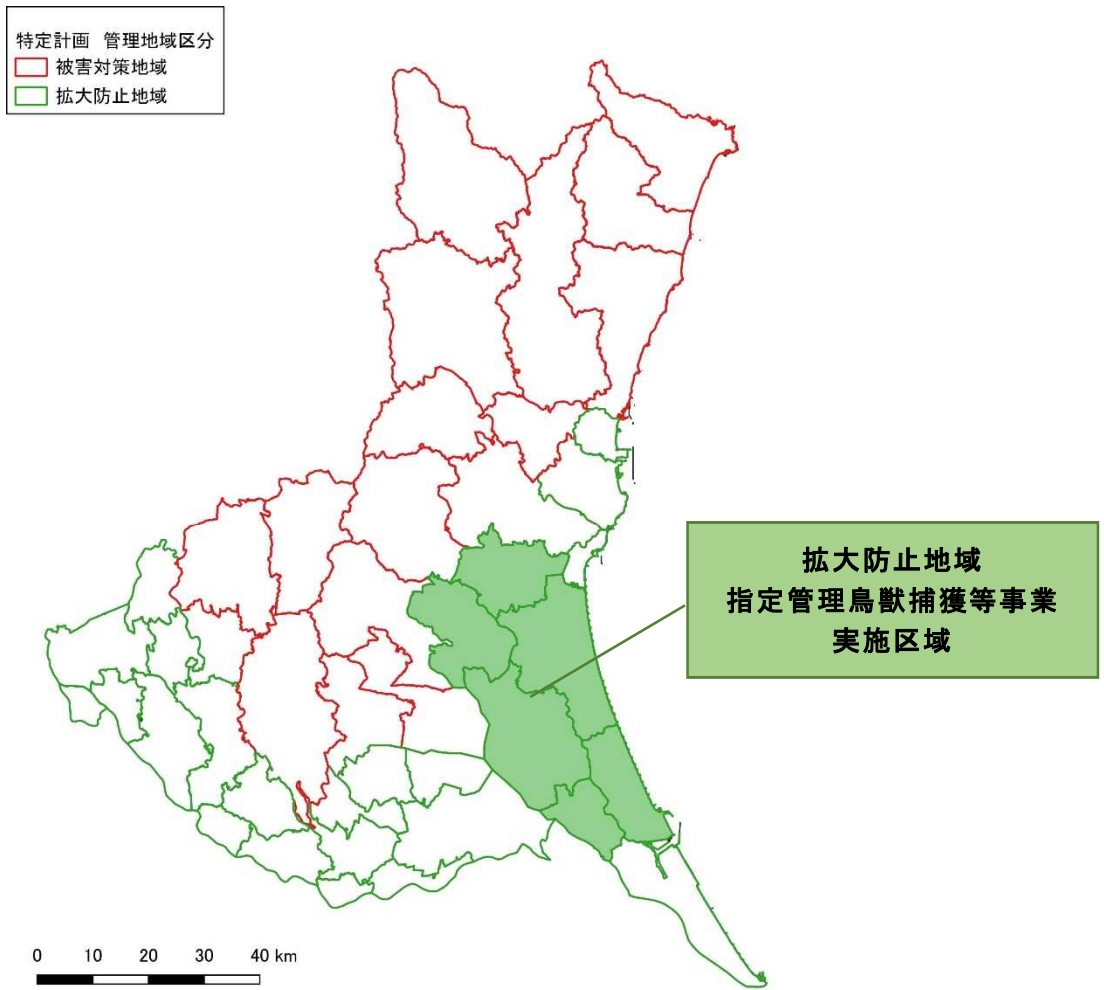 特定計画 管理地域区分
被害対策地域
拡大防止地域
拡大防止地域
指定管理鳥獣捕獲等事業
実施区域
0 10 20 30 40 km